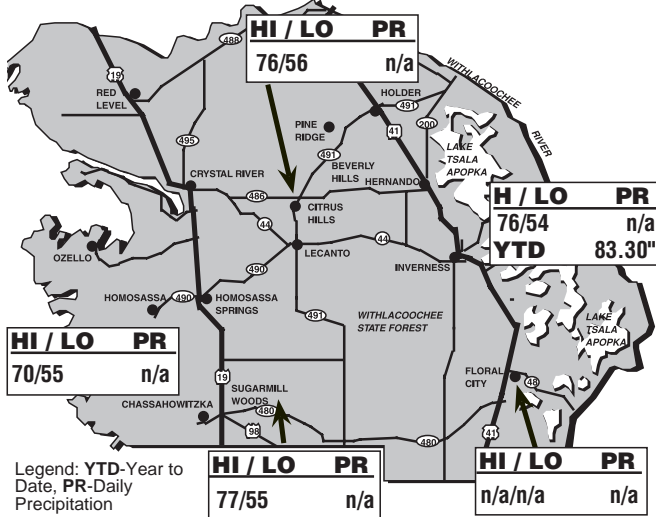 HI / LO PR
76/56 n/a
488
19
RED
LEVEL
WITHLACOOCHEE
RIVER
HOLDER
491
41
200
PINE
RIDGE
495
491
BEVERLY
HILLS
LAKE
TSALA
APOPKA
CRYSTAL RIVER
HERNANDO
486
CITRUS
HILLS
H / LO PR
76/54 n/a
YTD 83.30"
44
44
OZELLO
LECANTO
INVERNESS
490
HOMOSASSA
490
HOMOSASSA
SPRINGS
491
WITHLACOOCHEE
STATE FOREST
LAKE
TSALA
APOPKA
HI / LO PR
70/55 n/a
19
SUGARMILL
WOODS
FLORAL
CITY
48
CHASSAHOWITZKA
480
98
480
41
Legend: YTD-Year to
Date, PR-Daily
Precipitation
HI / LO PR
77/55 n/a
HI / LO PR
n/a/n/a n/a